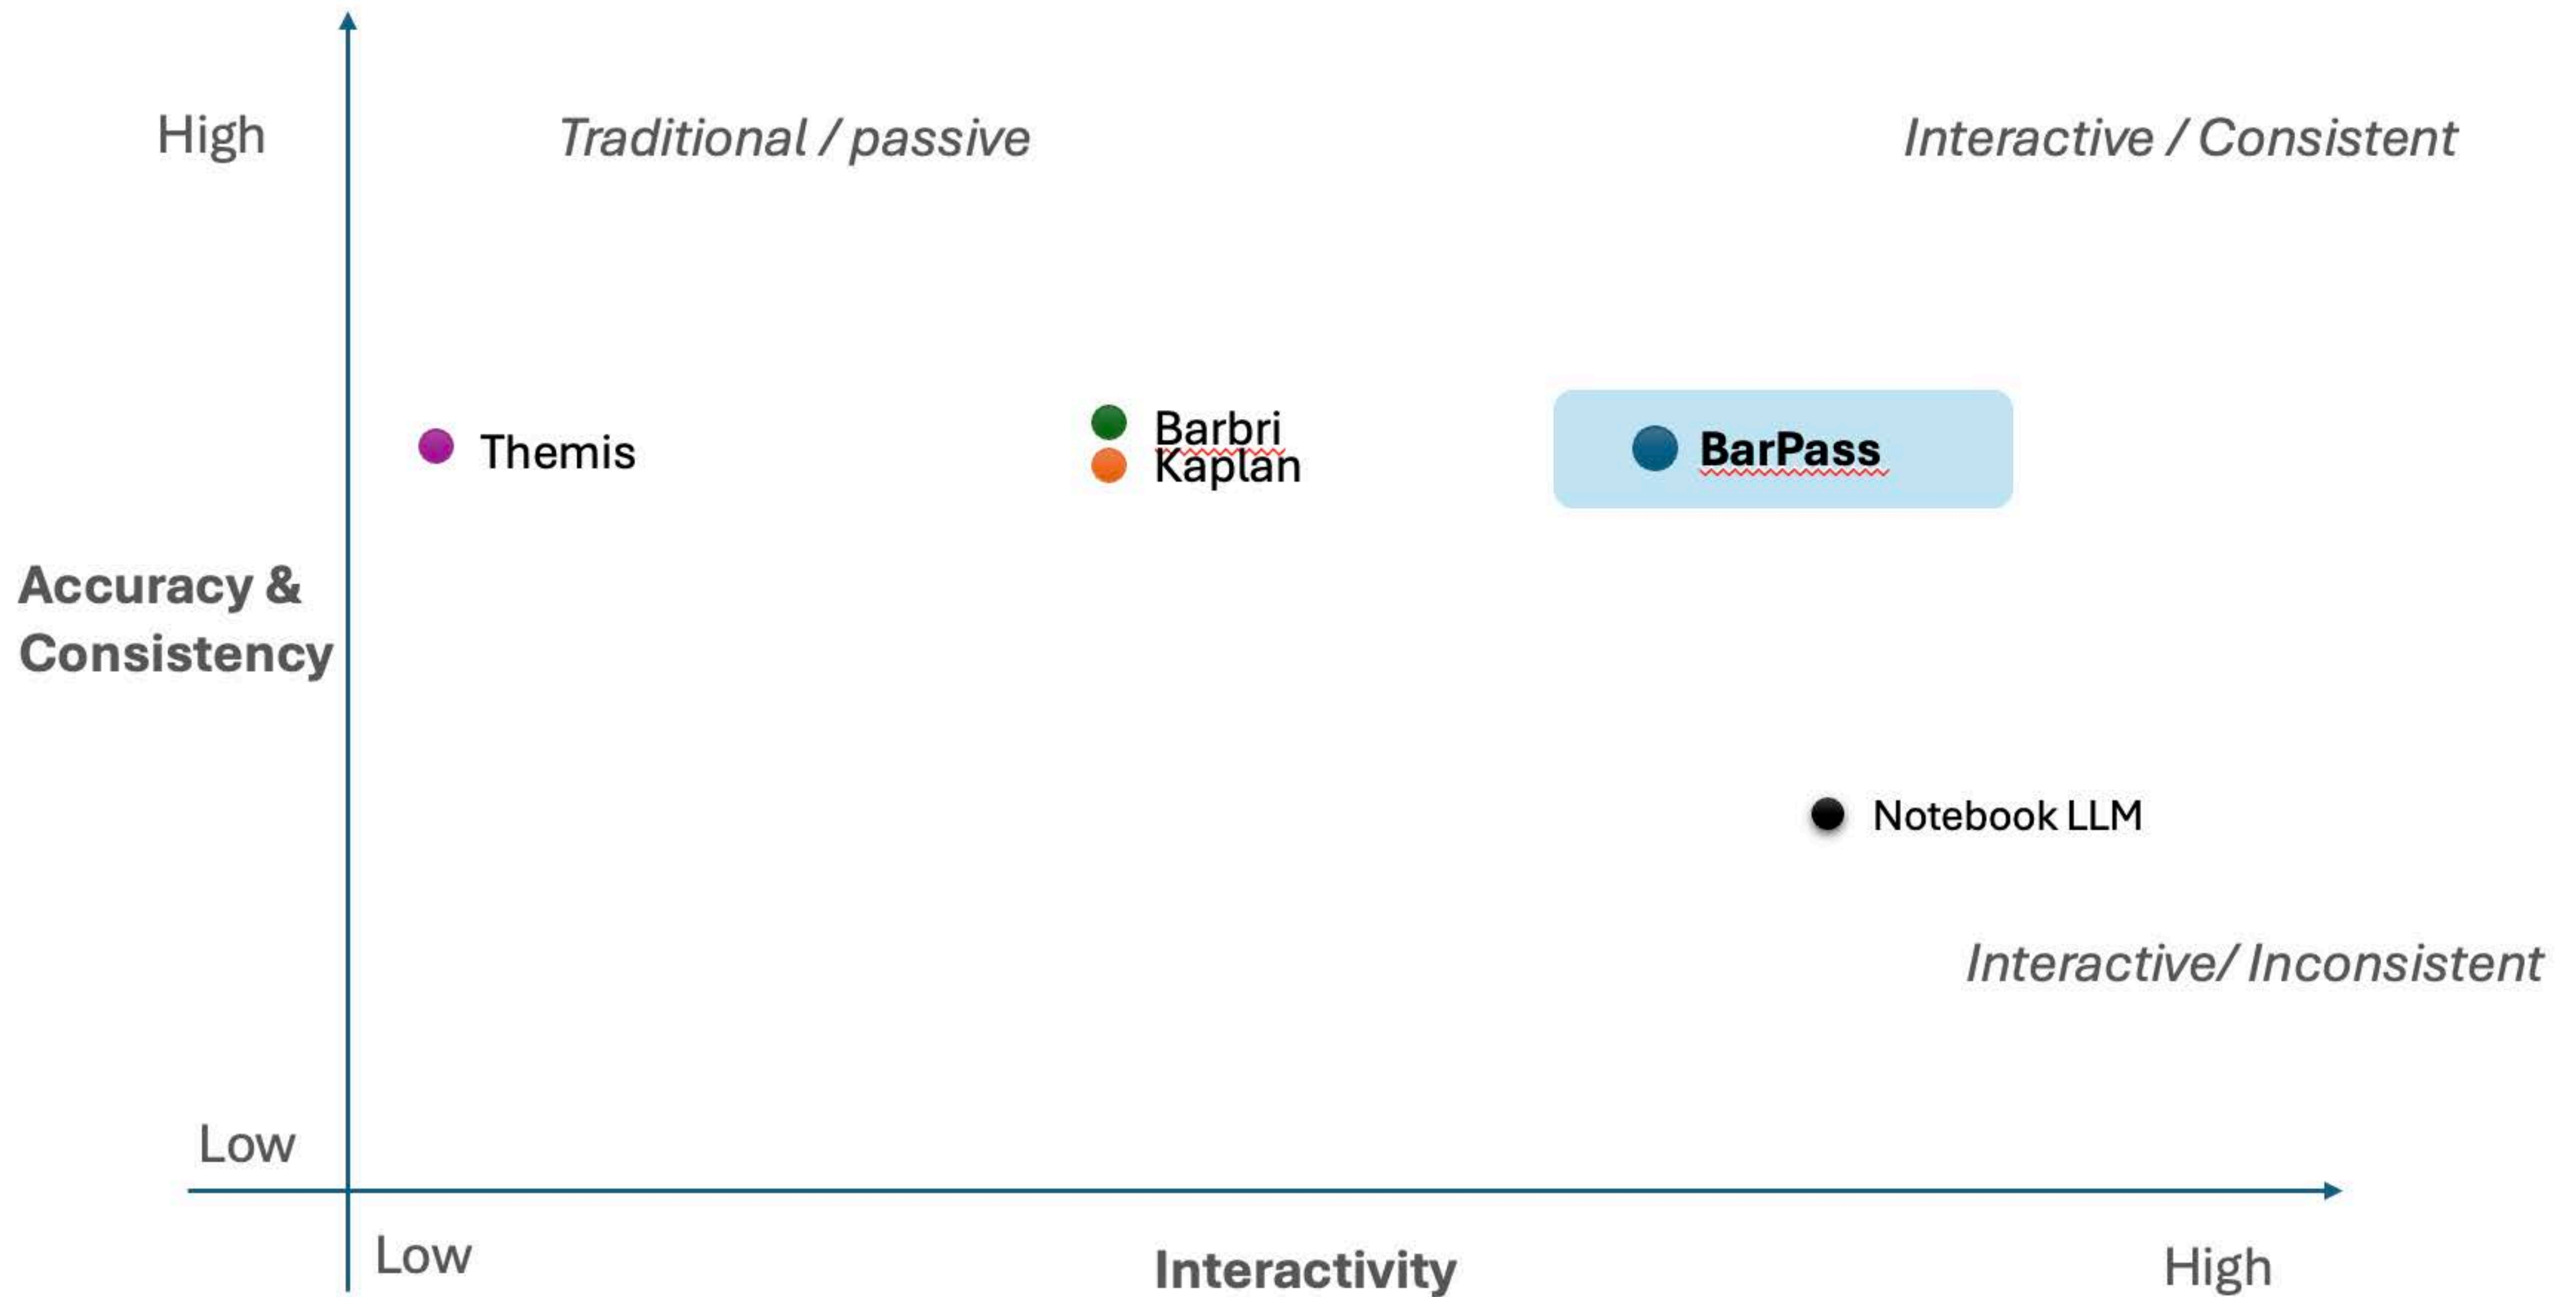 High
Traditional / passive
Interactive / Consistent
Themis
Barbri
Kaplan
BarPass
Accuracy &
Consistency
Notebook LLM
Interactive/ Inconsistent
Low
Low
Interactivity
High